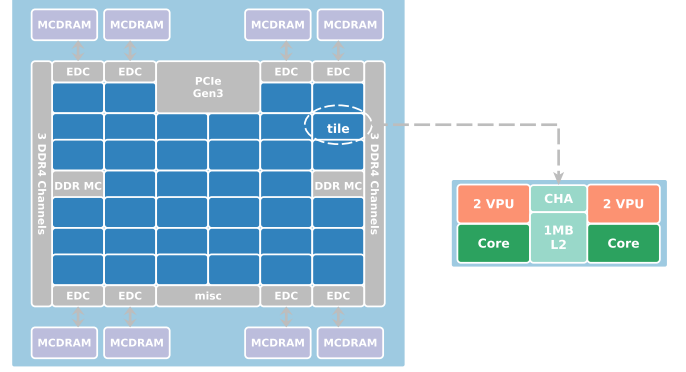 MCDRAM MCDRAM MCDRAM MCDRAM
EDC EDC PCIe Gen3 EDC EDC
3 DDR4 Channels
tile
3 DDR4 Channels
DDR MC DDR MC
EDC EDC misc EDC EDC
MCDRAM MCDRAM MCDRAM MCDRAM
2 VPU CHA 2 VPU
Core 1MB L2 Core